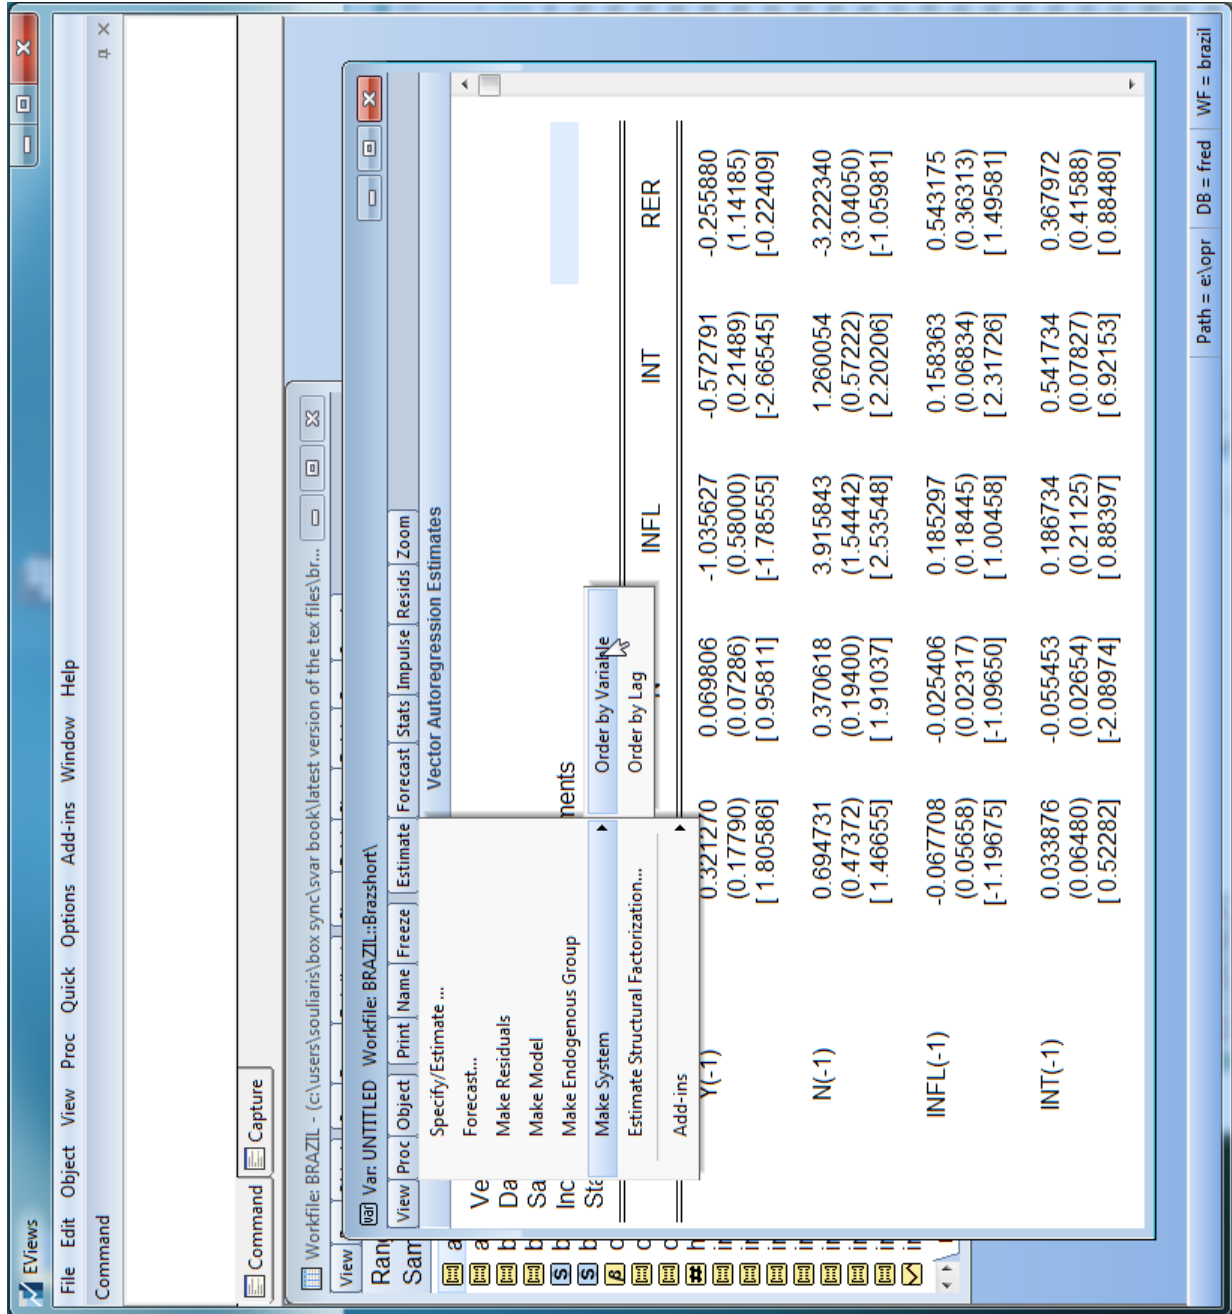 EViews
File Edit Object View Proc Quick Options Add-ins Window Help
Command
Command Capture
Workfile: BRAZIL - (c:\users\souliaris\box sync\svar book\latest version of the tex files\br...
View
Ran
Sam
Var: UNTITLED Workfile: BRAZIL::Brazshort\
View Proc Object Print Name Freeze Estimate Forecast Stats Impulse Resids Zoom
Vector Autoregression Estimates
Specify/Estimate ...
Forecast...
Make Residuals
Make Model
Make Endogenous Group
Make System
Estimate Structural Factorization...
Add-ins
Order by Variable
Order by Lag
Ve
Da
Sa
Inc
Sta
ments
INFL INT RER
Y(-1) 0.321270 0.069806 -1.035627 -0.572791 -0.255880
(0.17790) (0.07286) (0.58000) (0.21489) (1.14185)
[ 1.80586] [ 0.95811] [-1.78555] [-2.66545] [-0.22409]
N(-1) 0.694731 0.370618 3.915843 1.260054 -3.222340
(0.47372) (0.19400) (1.54442) (0.57222) (3.04050)
[ 1.46655] [ 1.91037] [ 2.53548] [ 2.20206] [-1.05981]
INFL(-1) -0.067708 -0.025406 0.185297 0.158363 0.543175
(0.05658) (0.02317) (0.18445) (0.06834) (0.36313)
[-1.19675] [-1.09650] [ 1.00458] [ 2.31726] [ 1.49581]
INT(-1) 0.033876 -0.055453 0.186734 0.541734 0.367972
(0.06480) (0.02654) (0.21125) (0.07827) (0.41588)
[ 0.52282] [-2.08974] [ 0.88397] [ 6.92153] [ 0.88480]
Path = e:\opr DB = fred WF = brazil